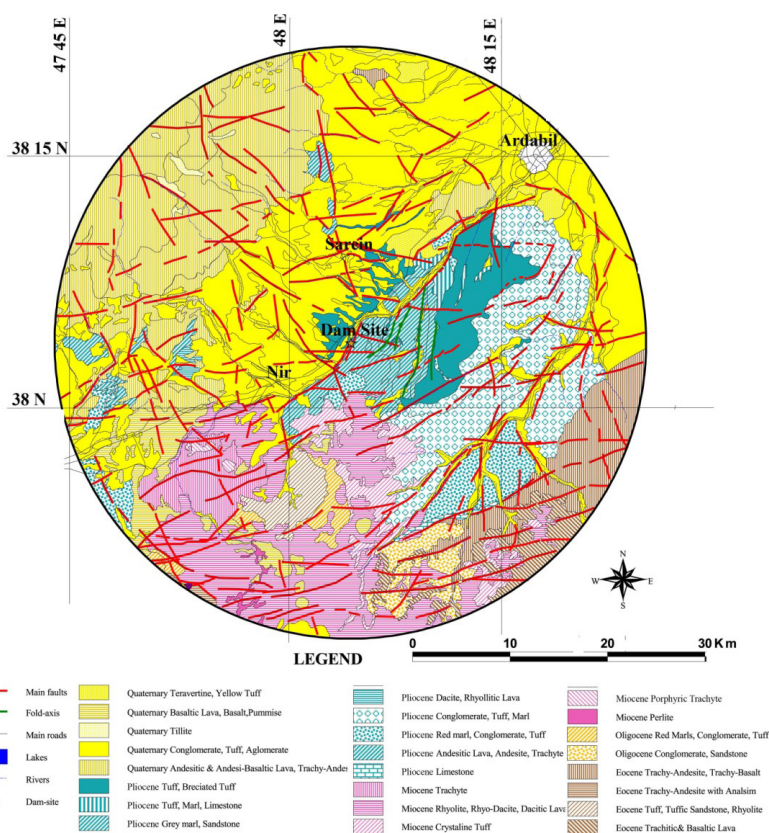 47 45 E
48 E
48 15 E
38 15 N
Ardabil
Sarein
Dam Site
Nir
38 N
N
W
E
S
0
10
20
30 Km
LEGEND
Main faults
Fold-axis
Main roads
Lakes
Rivers
Dam-site
Quaternary Teravertine, Yellow Tuff
Quaternary Basaltic Lava, Basalt,Pummise
Quaternary Tillite
Quaternary Conglomerate, Tuff, Aglomerate
Quaternary Andesitic & Andesi-Basaltic Lava, Trachy-Andes
Pliocene Tuff, Breciated Tuff
Pliocene Tuff, Marl, Limestone
Pliocene Grey marl, Sandstone
Pliocene Dacite, Rhyollitic Lava
Pliocene Conglomerate, Tuff, Marl
Pliocene Red marl, Conglomerate, Tuff
Pliocene Andesitic Lava, Andesite, Trachyte
Pliocene Limestone
Miocene Trachyte
Miocene Rhyolite, Rhyo-Dacite, Dacitic Lava
Miocene Crystaline Tuff
Miocene Porphyric Trachyte
Miocene Perlite
Oligocene Red Marls, Conglomerate, Tuff
Oligocene Conglomerate, Sandstone
Eocene Trachy-Andesite, Trachy-Basalt
Eocene Trachy-Andesite with Analsim
Eocene Tuff, Tuffic Sandstone, Rhyolite
Eocene Trachitic& Basaltic Lava